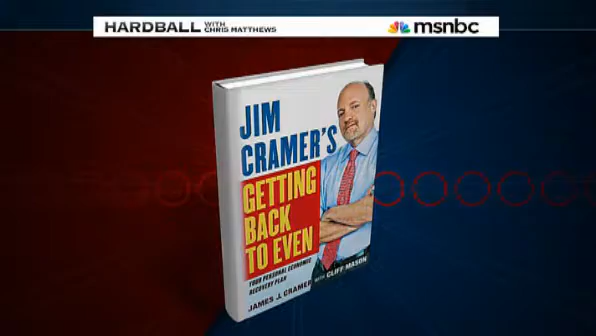 HARDBALL WITH CHRIS MATTHEWS
msnbc
JIM
CRAMER'S
GETTING
BACK
TO EVEN
YOUR PERSONAL ECONOMIC
RECOVERY PLAN
JAMES J. CRAMER WITH CLIFF MASON